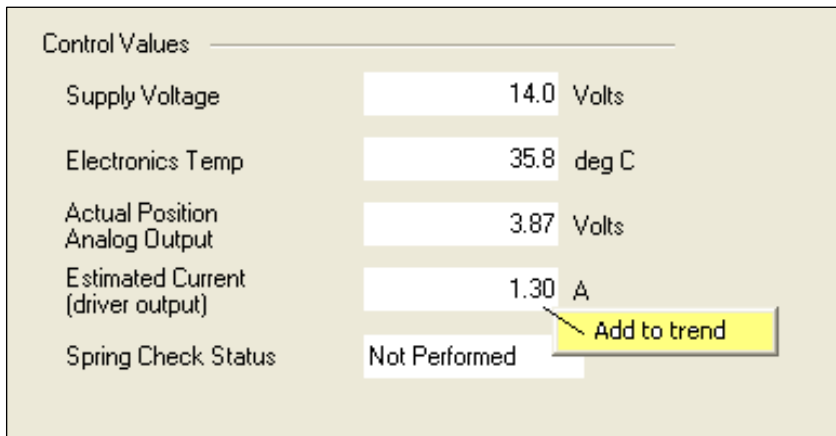 Control Values
Supply Voltage 14.0 Volts
Electronics Temp 35.8 deg C
Actual Position
Analog Output 3.87 Volts
Estimated Current
(driver output) 1.30 A
Add to trend
Spring Check Status Not Performed